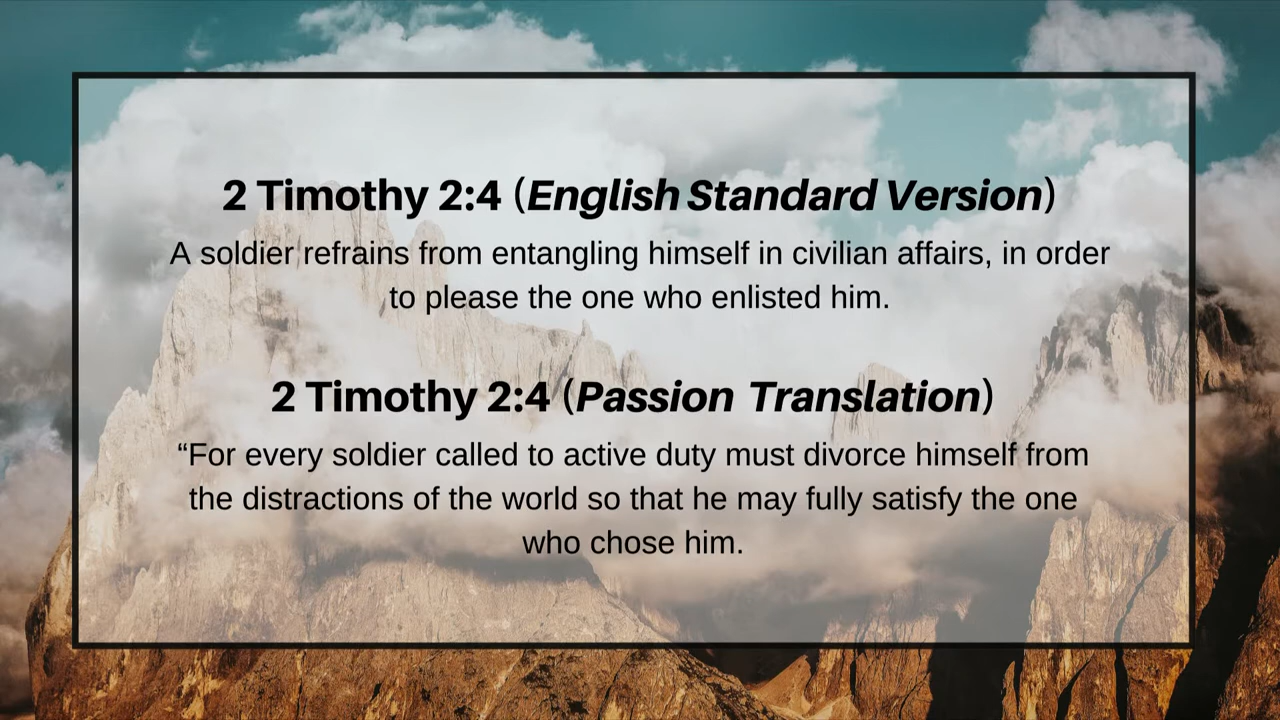 2 Timothy 2:4 (English Standard Version)
A soldier refrains from entangling himself in civilian affairs, in order
to please the one who enlisted him.
2 Timothy 2:4 (Passion Translation)
“For every soldier called to active duty must divorce himself from
the distractions of the world so that he may fully satisfy the one
who chose him.